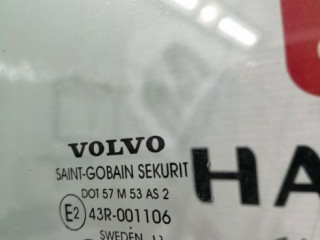 VOLVO
SAINT-GOBAIN SEKURIT
HA
DOT 57 M 53 AS 2
E2 43R-001106
SWEDEN